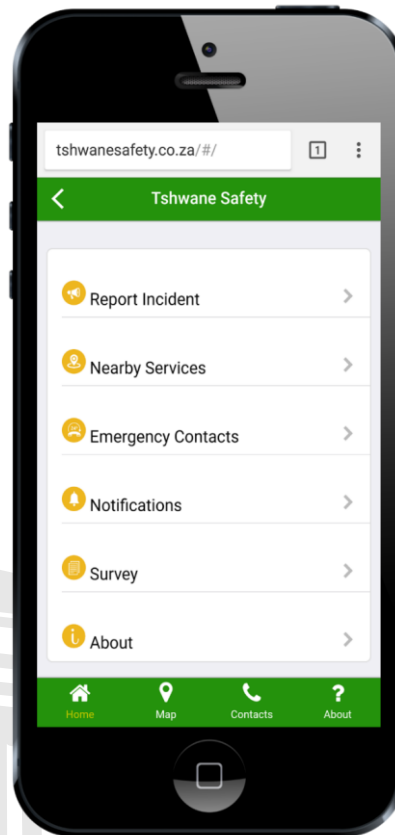 tshwanesafety.co.za/#/ 1
Tshwane Safety
Report Incident
Nearby Services
Emergency Contacts
Notifications
Survey
About
Home Map Contacts About